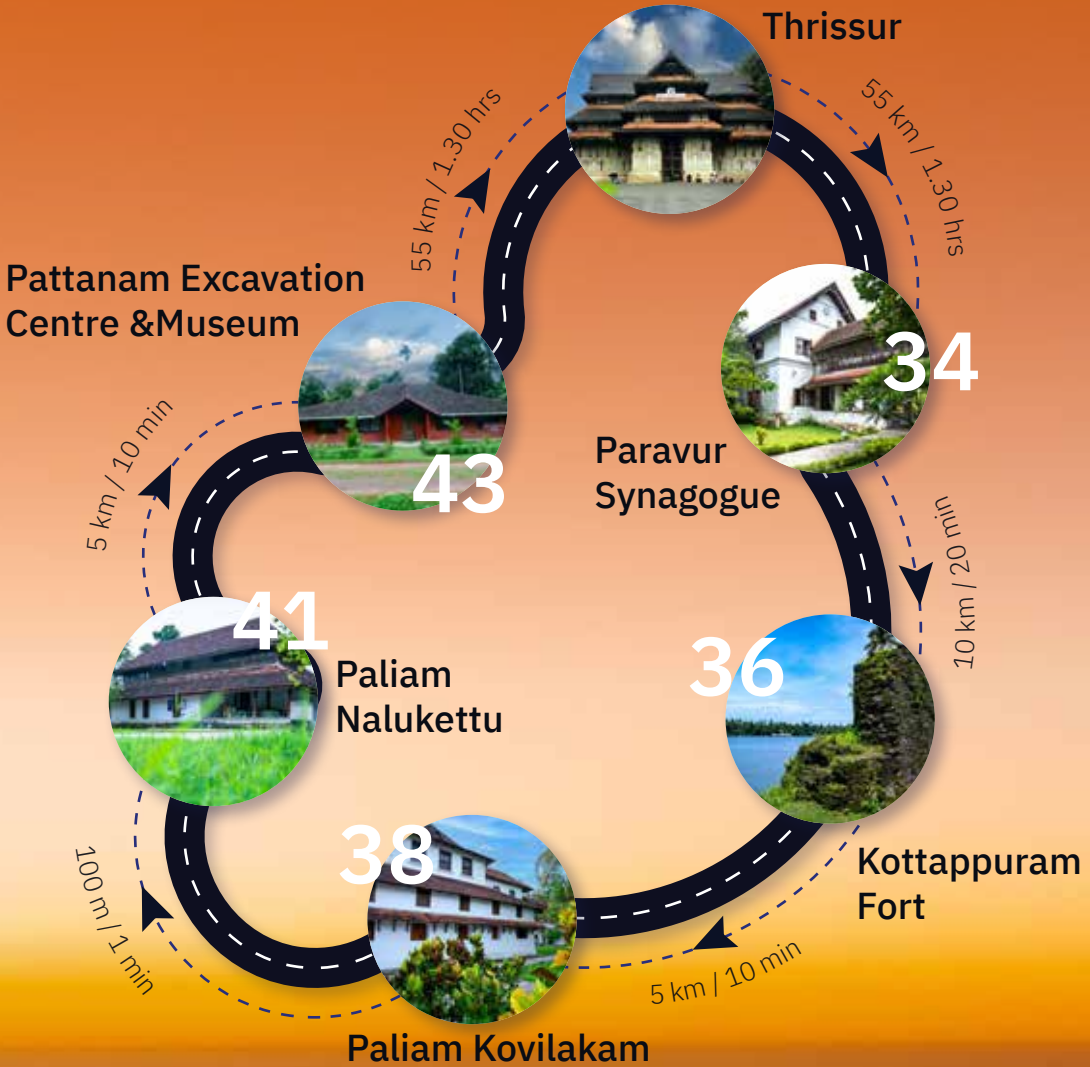 Thrissur
55 km / 1.30 hrs
34
Paravur
Synagogue
10 km / 20 min
36
Kottappuram
Fort
5 km / 10 min
38
Paliam Kovilakam
100 m / 1 min
41
Paliam
Nalukettu
5 km / 10 min
Pattanam Excavation
Centre &Museum
43
55 km / 1.30 hrs